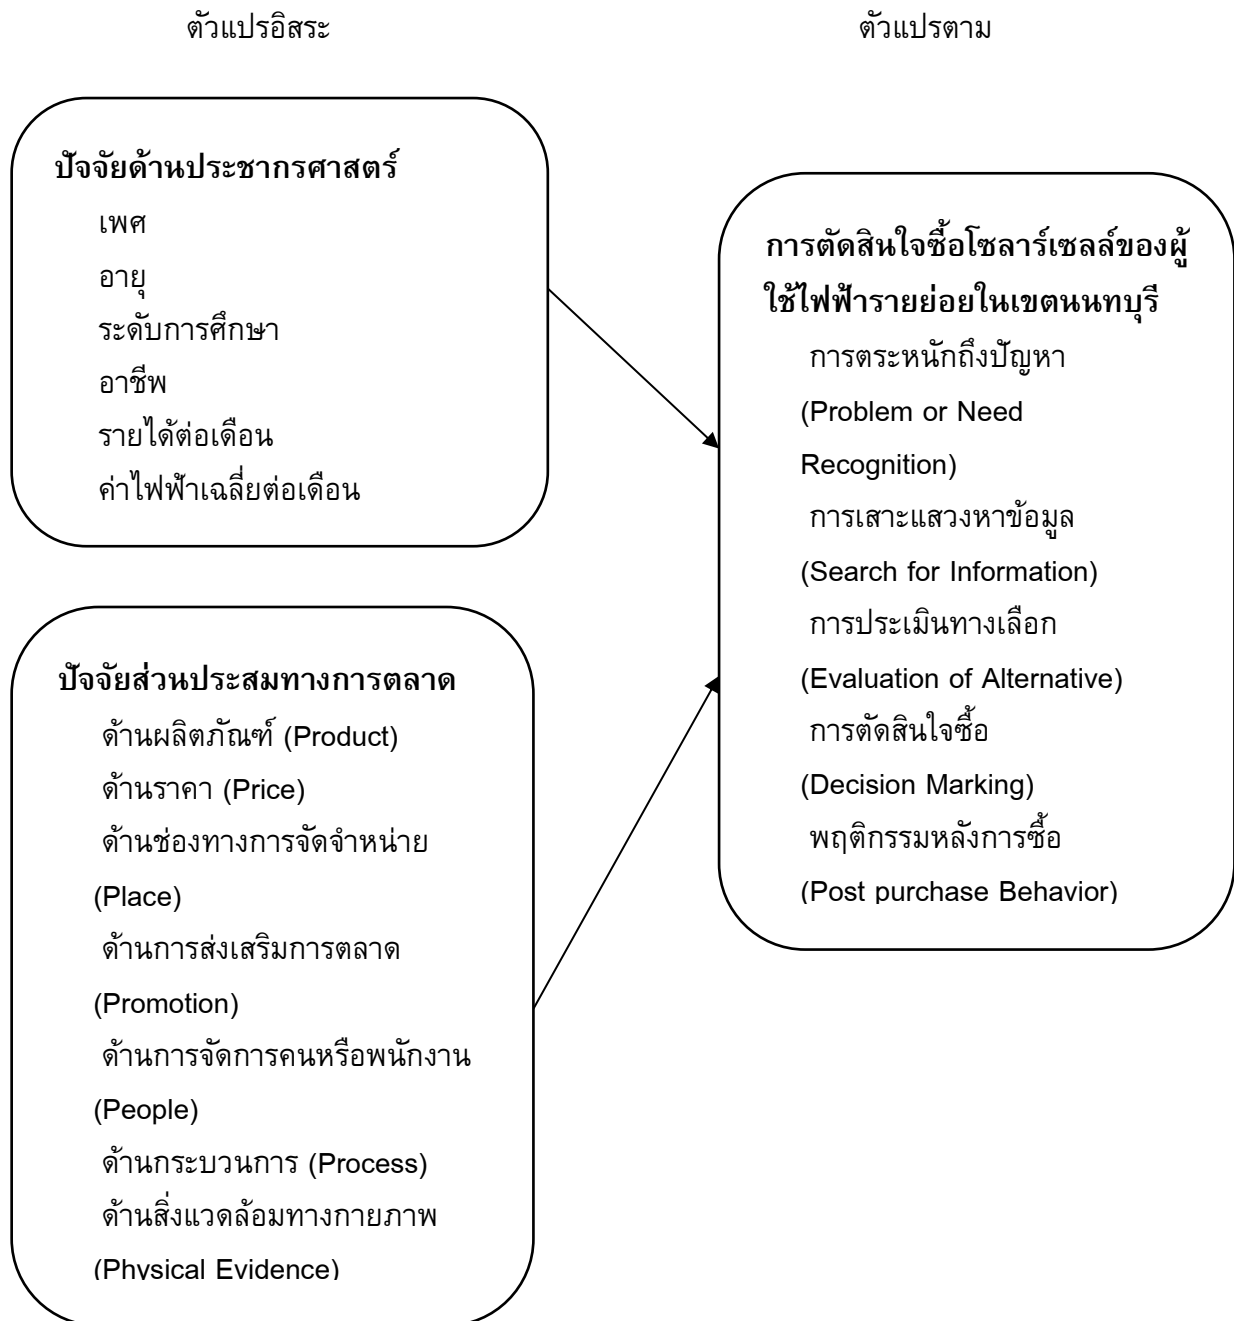 ตัวแปรอิสระ
ตัวแปรตาม
ปัจจัยด้านประชากรศาสตร์
เพศ
อายุ
ระดับการศึกษา
อาชีพ
รายได้ต่อเดือน
ค่าไฟฟ้าเฉลี่ยต่อเดือน
ปัจจัยส่วนประสมทางการตลาด
ด้านผลิตภัณฑ์ (Product)
ด้านราคา (Price)
ด้านช่องทางการจัดจำหน่าย
(Place)
ด้านการส่งเสริมการตลาด
(Promotion)
ด้านการจัดการคนหรือพนักงาน
(People)
ด้านกระบวนการ (Process)
ด้านสิ่งแวดล้อมทางกายภาพ
(Physical Evidence)
การตัดสินใจซื้อโซลาร์เซลล์ของผู้
ใช้ไฟฟ้ารายย่อยในเขตนนทบุรี
การตระหนักถึงปัญหา
(Problem or Need
Recognition)
การเสาะแสวงหาข้อมูล
(Search for Information)
การประเมินทางเลือก
(Evaluation of Alternative)
การตัดสินใจซื้อ
(Decision Marking)
พฤติกรรมหลังการซื้อ
(Post purchase Behavior)